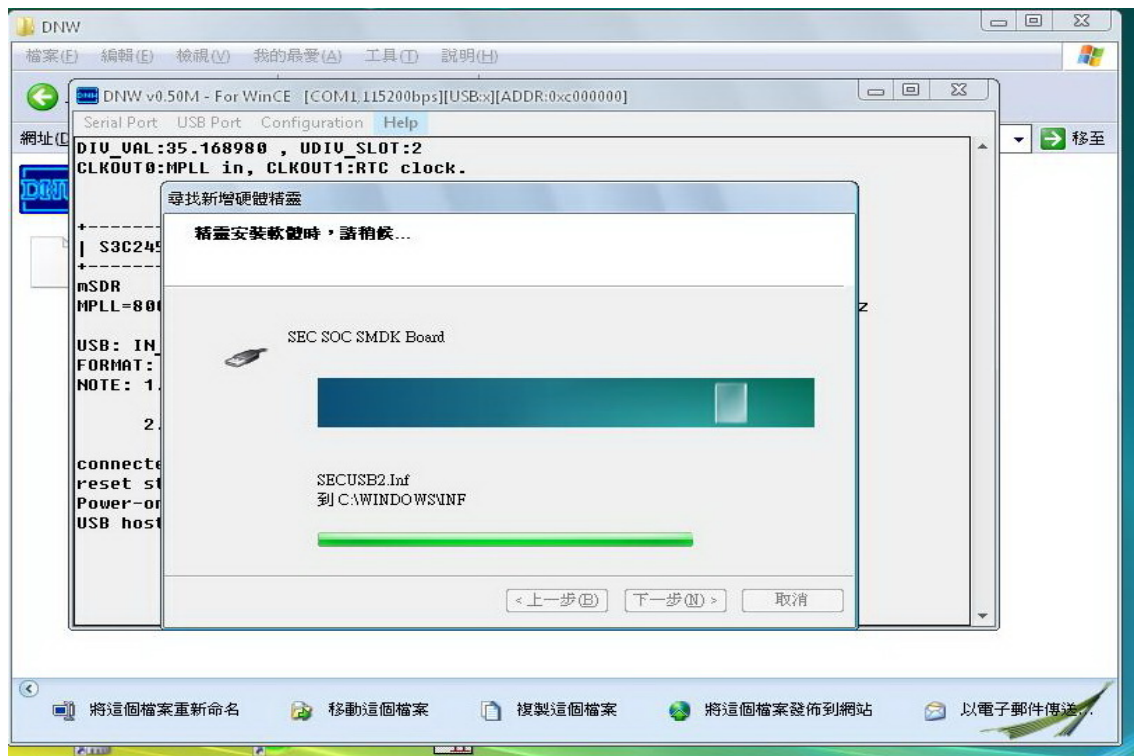 DNW
檔案(F) 編輯(E) 檢視(V) 我的最愛(A) 工具(T) 說明(H)
DNW v0.50M - For WinCE [COM1,115200bps][USB:x][ADDR:0xc000000]
Serial Port USB Port Configuration Help
網址(D
移至
DIV_VAL:35.168980 , UDIV_SLOT:2
CLKOUT0:MPLL in, CLKOUT1:RTC clock.
尋找新增硬體精靈
精靈安裝軟體時，請稍候...
+------
| S3C245
+------
mSDR
MPLL=800
z
USB: IN_
FORMAT:
NOTE: 1.
2.
connecte
reset st
Power-on
USB host
SEC SOC SMDK Board
SECUSB2.Inf
到 C:\WINDOWS\INF
< 上一步(B) 下一步(N) > 取消
將這個檔案重新命名 移動這個檔案 複製這個檔案 將這個檔案發佈到網站 以電子郵件傳送...